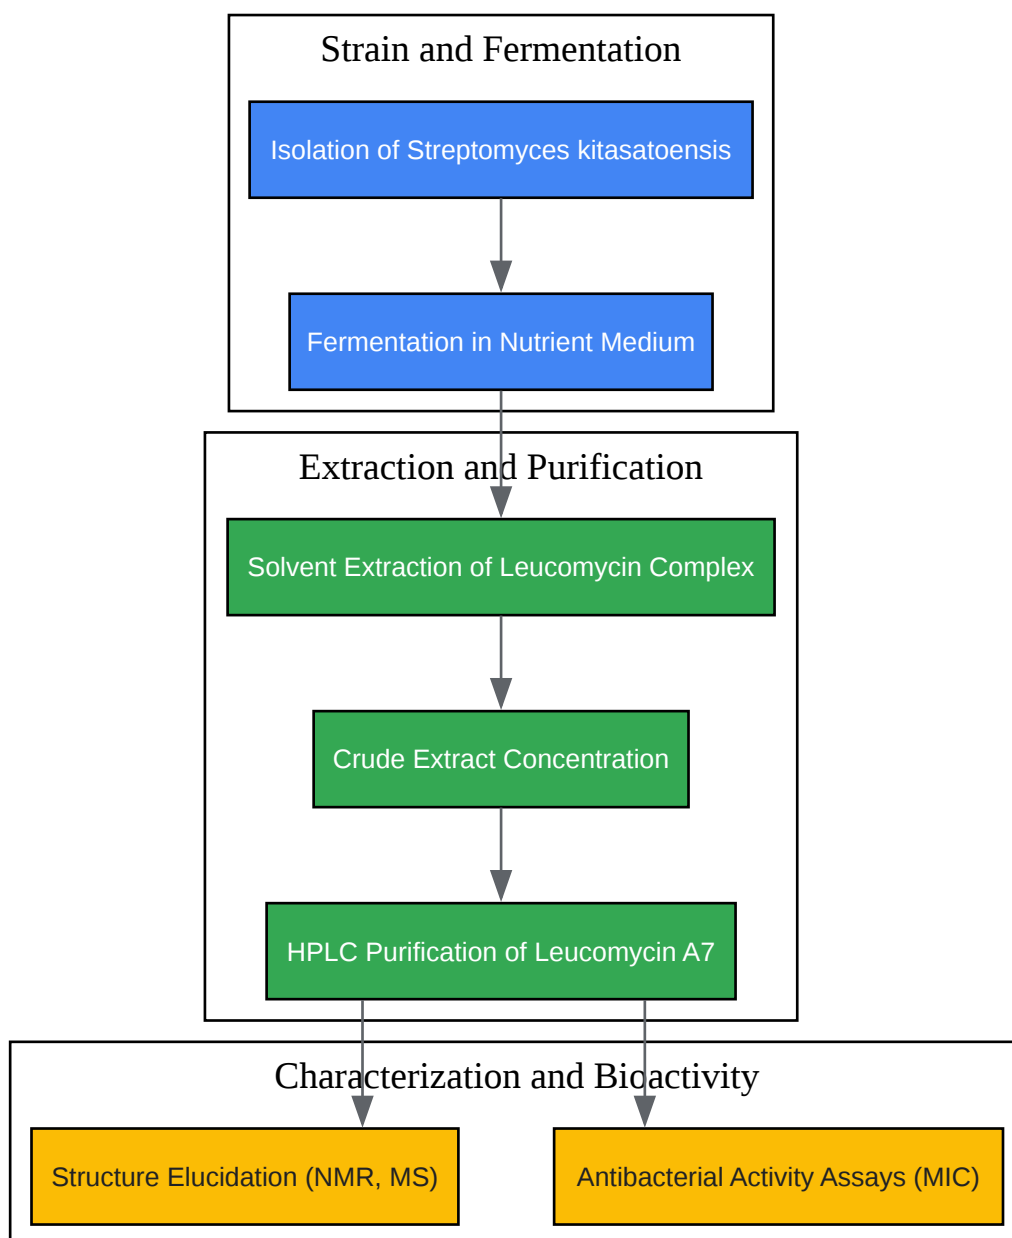 Strain and Fermentation
Isolation of Streptomyces kitasatoensis
Fermentation in Nutrient Medium
Extraction and Purification
Solvent Extraction of Leucomycin Complex
Crude Extract Concentration
HPLC Purification of Leucomycin A7
Characterization and Bioactivity
Structure Elucidation (NMR, MS)
Antibacterial Activity Assays (MIC)